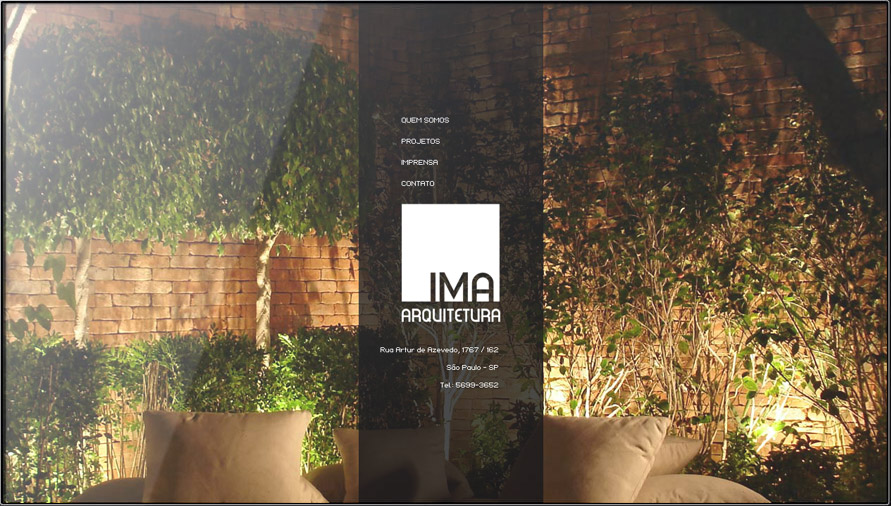 QUEM SOMOS
PROJETOS
IMPRENSA
CONTATO
IMA
ARQUITETURA
Rua Artur de Azevedo, 1767 / 162
São Paulo - SP
Tel.: 5699-3652